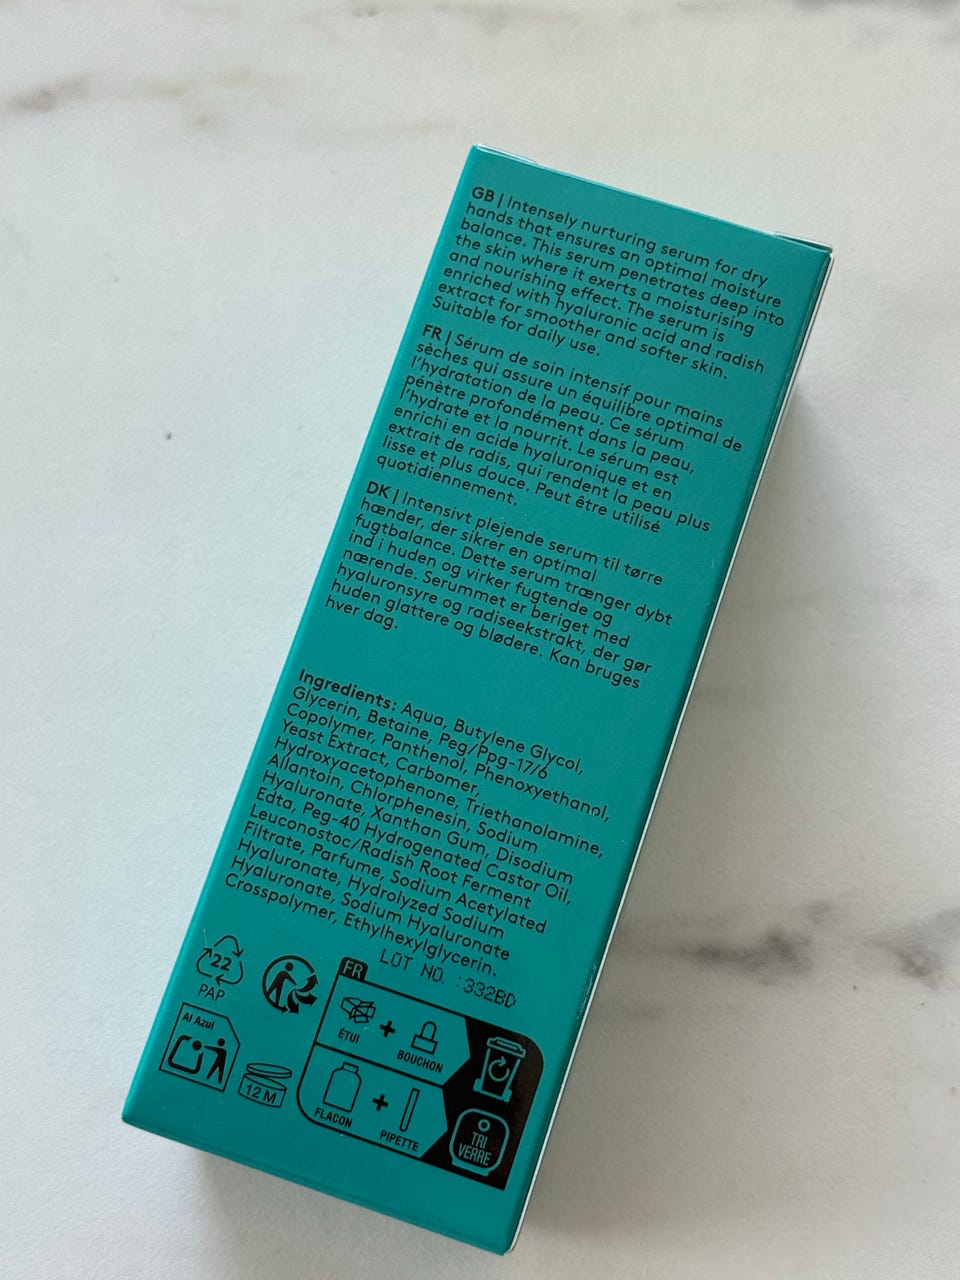 GB | Intensely nurturing serum for dry
hands that ensures an optimal moisture
balance. This serum penetrates deep into
the skin where it exerts a moisturising
and nourishing effect. The serum is
enriched with hyaluronic acid and radish
extract for smoother and softer skin.
Suitable for daily use.
FR | Sérum de soin intensif pour mains
sèches qui assure un équilibre optimal de
l'hydratation de la peau. Ce sérum
pénètre profondément dans la peau,
l'hydrate et la nourrit. Le sérum est
enrichi en acide hyaluronique et en
extrait de radis, qui rendent la peau plus
lisse et plus douce. Peut être utilisé
quotidiennement.
DK | Intensivt plejende serum til tørre
hænder, der sikrer en optimal
fugtbalance. Dette serum trænger dybt
ind i huden og virker fugtende og
nærende. Serummet er beriget med
hyaluronsyre og radiseekstrakt, der gør
huden glattere og blødere. Kan bruges
hver dag.
Ingredients: Aqua, Butylene Glycol,
Glycerin, Betaine, Peg/Ppg-17/6
Copolymer, Panthenol, Phenoxyethanol,
Yeast Extract, Carbomer,
Hydroxyacetophenone, Triethanolamine,
Allantoin, Chlorphenesin, Sodium
Hyaluronate, Xanthan Gum, Disodium
Edta, Peg-40 Hydrogenated Castor Oil,
Leuconostoc/Radish Root Ferment
Filtrate, Parfume, Sodium Acetylated
Hyaluronate, Hydrolyzed Sodium
Hyaluronate, Sodium Hyaluronate
Crosspolymer, Ethylhexylglycerin.
LOT NO. :332BD
22
PAP
Al Azul
12 M
FR
ÉTUI + BOUCHON
FLACON + PIPETTE
TRI
VERRE